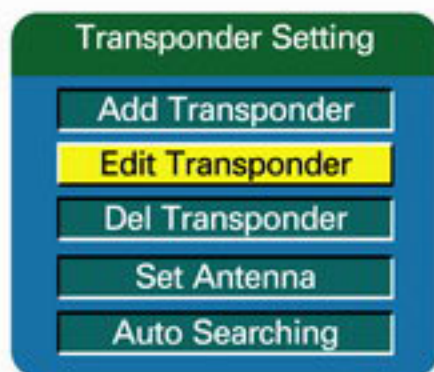 Transponder Setting
Add Transponder
Edit Transponder
Del Transponder
Set Antenna
Auto Searching